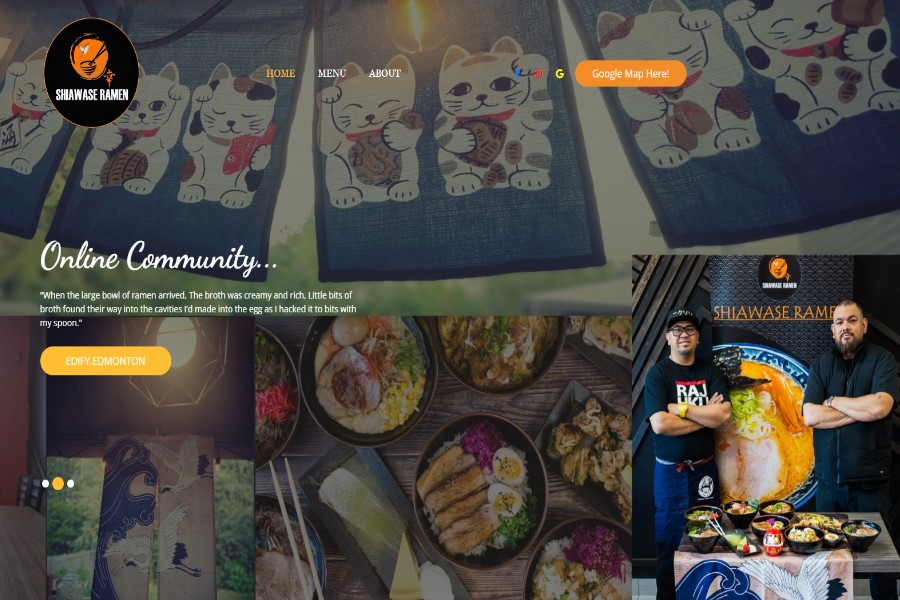 SHIAWASE RAMEN
HOME
MENU
ABOUT
Google Map Here!
Online Community...
"When the large bowl of ramen arrived. The broth was creamy and rich. Little bits of
broth found their way into the cavities I'd made into the egg as I hacked it to bits with
my spoon."
EDIFY.EDMONTON
SHIAWASE RAMEN
SHIAWASE RAMEN
RAJ